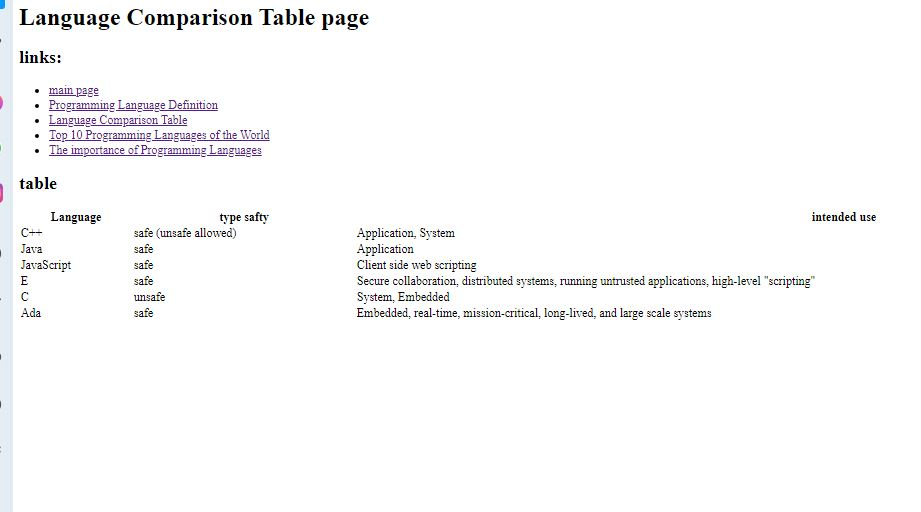 Language Comparison Table page
links:
main page
Programming Language Definition
Language Comparison Table
Top 10 Programming Languages of the World
The importance of Programming Languages
table
Language type safty intended use
C++ safe (unsafe allowed) Application, System
Java safe Application
JavaScript safe Client side web scripting
E safe Secure collaboration, distributed systems, running untrusted applications, high-level "scripting"
C unsafe System, Embedded
Ada safe Embedded, real-time, mission-critical, long-lived, and large scale systems